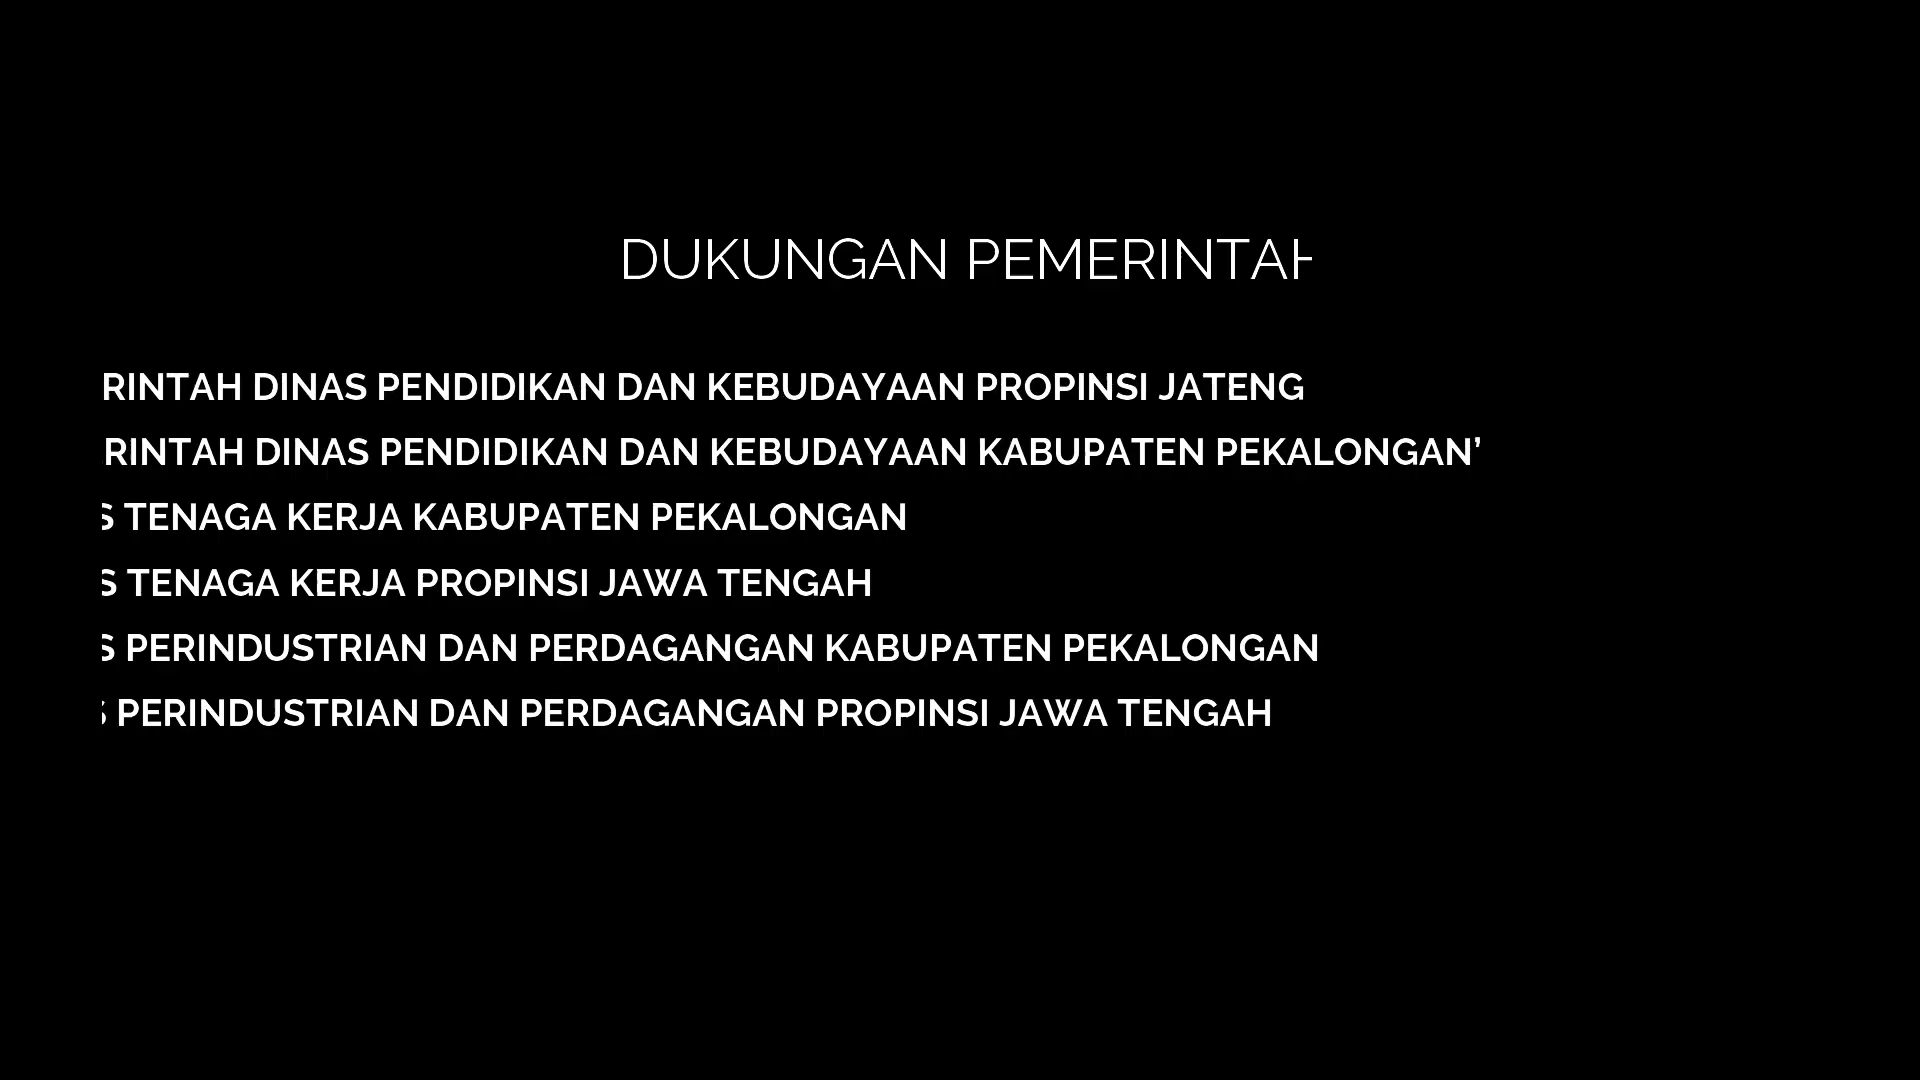 DUKUNGAN PEMERINTAH
RINTAH DINAS PENDIDIKAN DAN KEBUDAYAAN PROPINSI JATENG
RINTAH DINAS PENDIDIKAN DAN KEBUDAYAAN KABUPATEN PEKALONGAN’
S TENAGA KERJA KABUPATEN PEKALONGAN
S TENAGA KERJA PROPINSI JAWA TENGAH
S PERINDUSTRIAN DAN PERDAGANGAN KABUPATEN PEKALONGAN
S PERINDUSTRIAN DAN PERDAGANGAN PROPINSI JAWA TENGAH